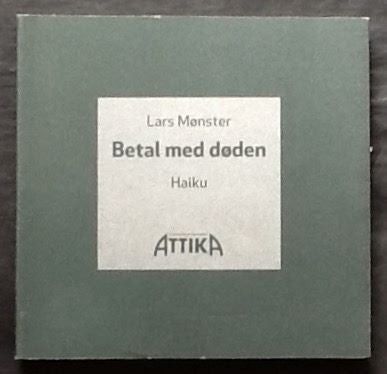 Lars Mønster
Betal med døden
Haiku
ATTIKA